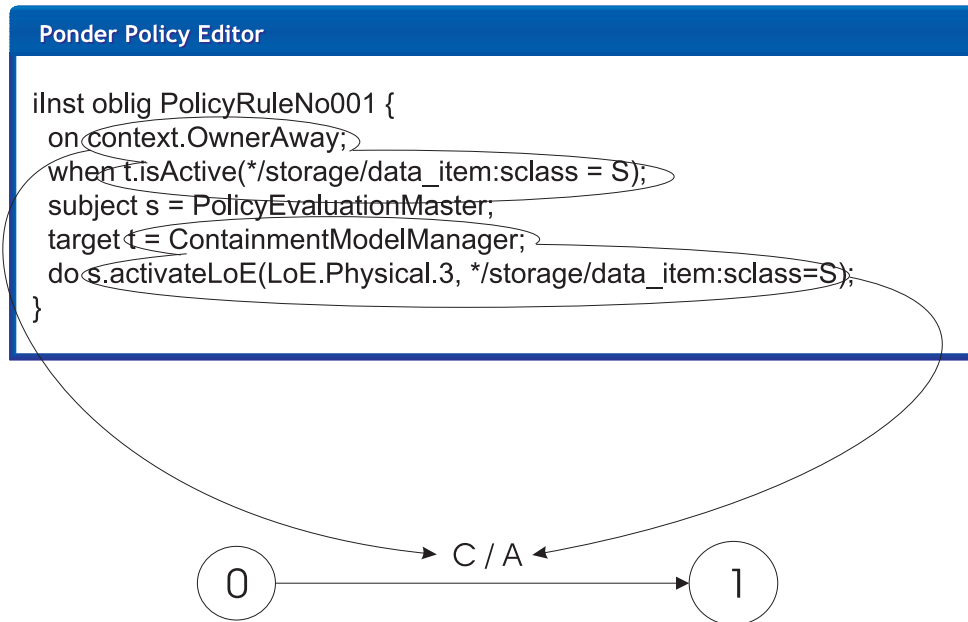 Ponder Policy Editor
iInst oblig PolicyRuleNo001 {
on context.OwnerAway;
when t.isActive(*/storage/data_item:sclass = S);
subject s = PolicyEvaluationMaster;
target t = ContainmentModelManager;
do s.activateLoE(LoE.Physical.3, */storage/data_item:sclass=S);
}
C / A
0
1